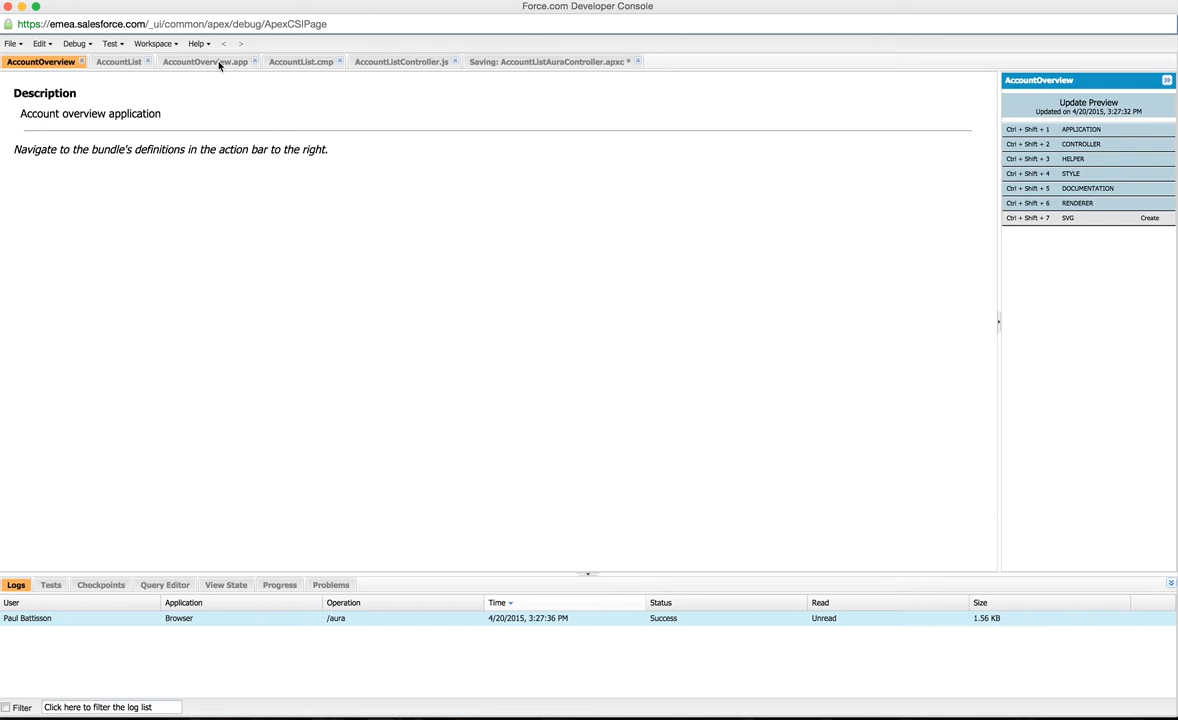 Force.com Developer Console
https://emea.salesforce.com/_ui/common/apex/debug/ApexCSIPage
File Edit Debug Test Workspace Help < >
AccountOverview AccountList AccountOverview.app AccountList.cmp AccountListController.js Saving: AccountListAuraController.apxc *
Description
Account overview application
Navigate to the bundle's definitions in the action bar to the right.
AccountOverview
Update Preview
Updated on 4/20/2015, 3:27:32 PM
Ctrl + Shift + 1 APPLICATION
Ctrl + Shift + 2 CONTROLLER
Ctrl + Shift + 3 HELPER
Ctrl + Shift + 4 STYLE
Ctrl + Shift + 5 DOCUMENTATION
Ctrl + Shift + 6 RENDERER
Ctrl + Shift + 7 SVG Create
Logs Tests Checkpoints Query Editor View State Progress Problems
User Application Operation Time Status Read Size
Paul Battisson Browser /aura 4/20/2015, 3:27:36 PM Success Unread 1.56 KB
Filter Click here to filter the log list